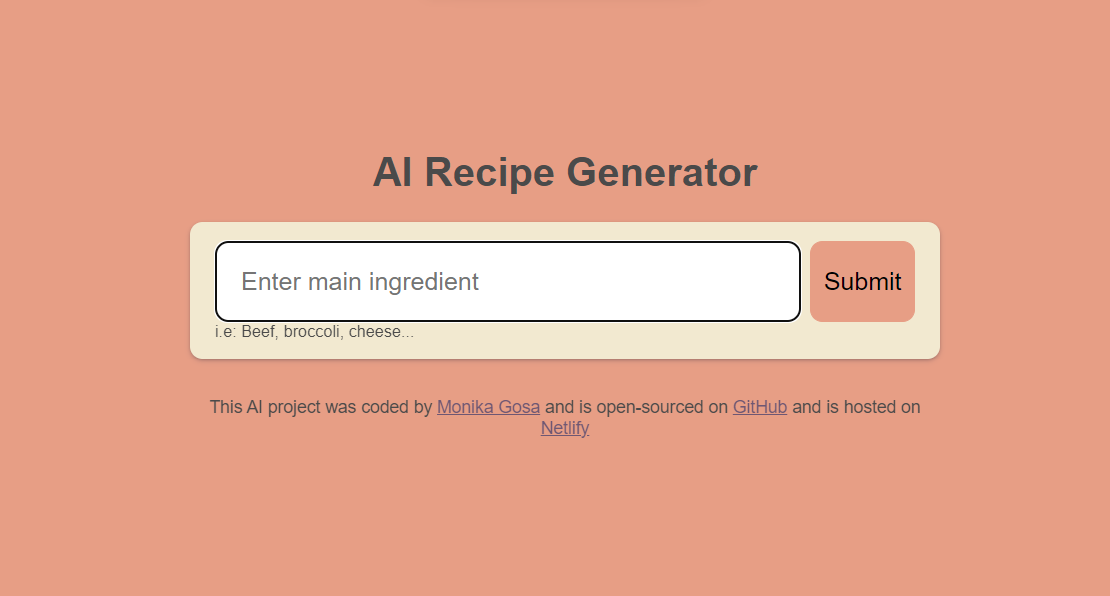 AI Recipe Generator
Enter main ingredient
Submit
i.e: Beef, broccoli, cheese...
This AI project was coded by Monika Gosa and is open-sourced on GitHub and is hosted on
Netlify